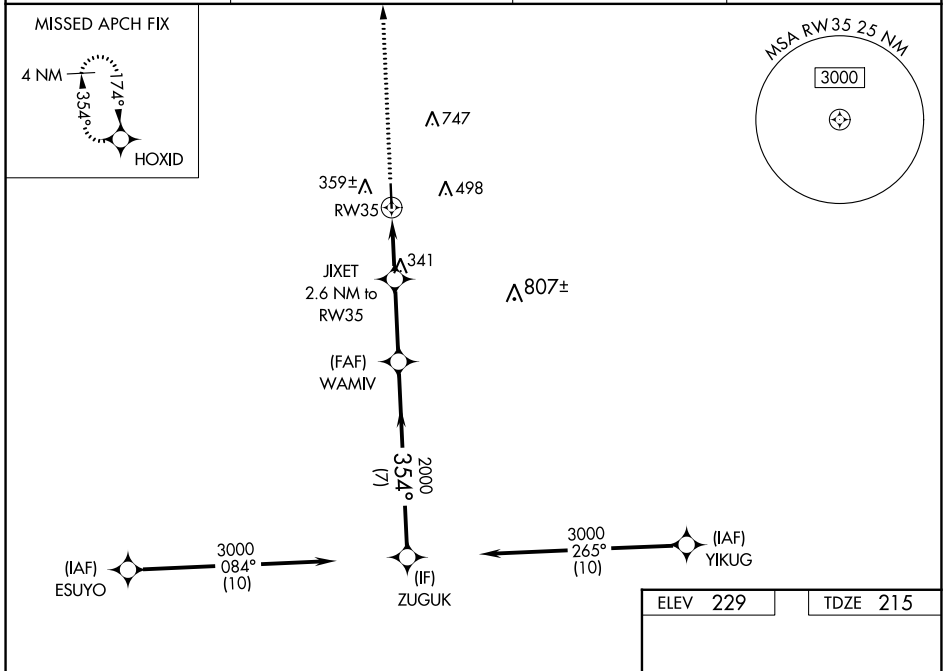 MISSED APCH FIX
4 NM
174°
354°
HOXID
MSA RW35 25 NM
3000
747
359±
498
RW35
JIXET
2.6 NM to
RW35
341
807±
(FAF)
WAMIV
2000
354°
(7)
(IAF)
ESUYO
3000
084°
(10)
(IF)
ZUGUK
3000
265°
(10)
(IAF)
YIKUG
ELEV 229
TDZE 215